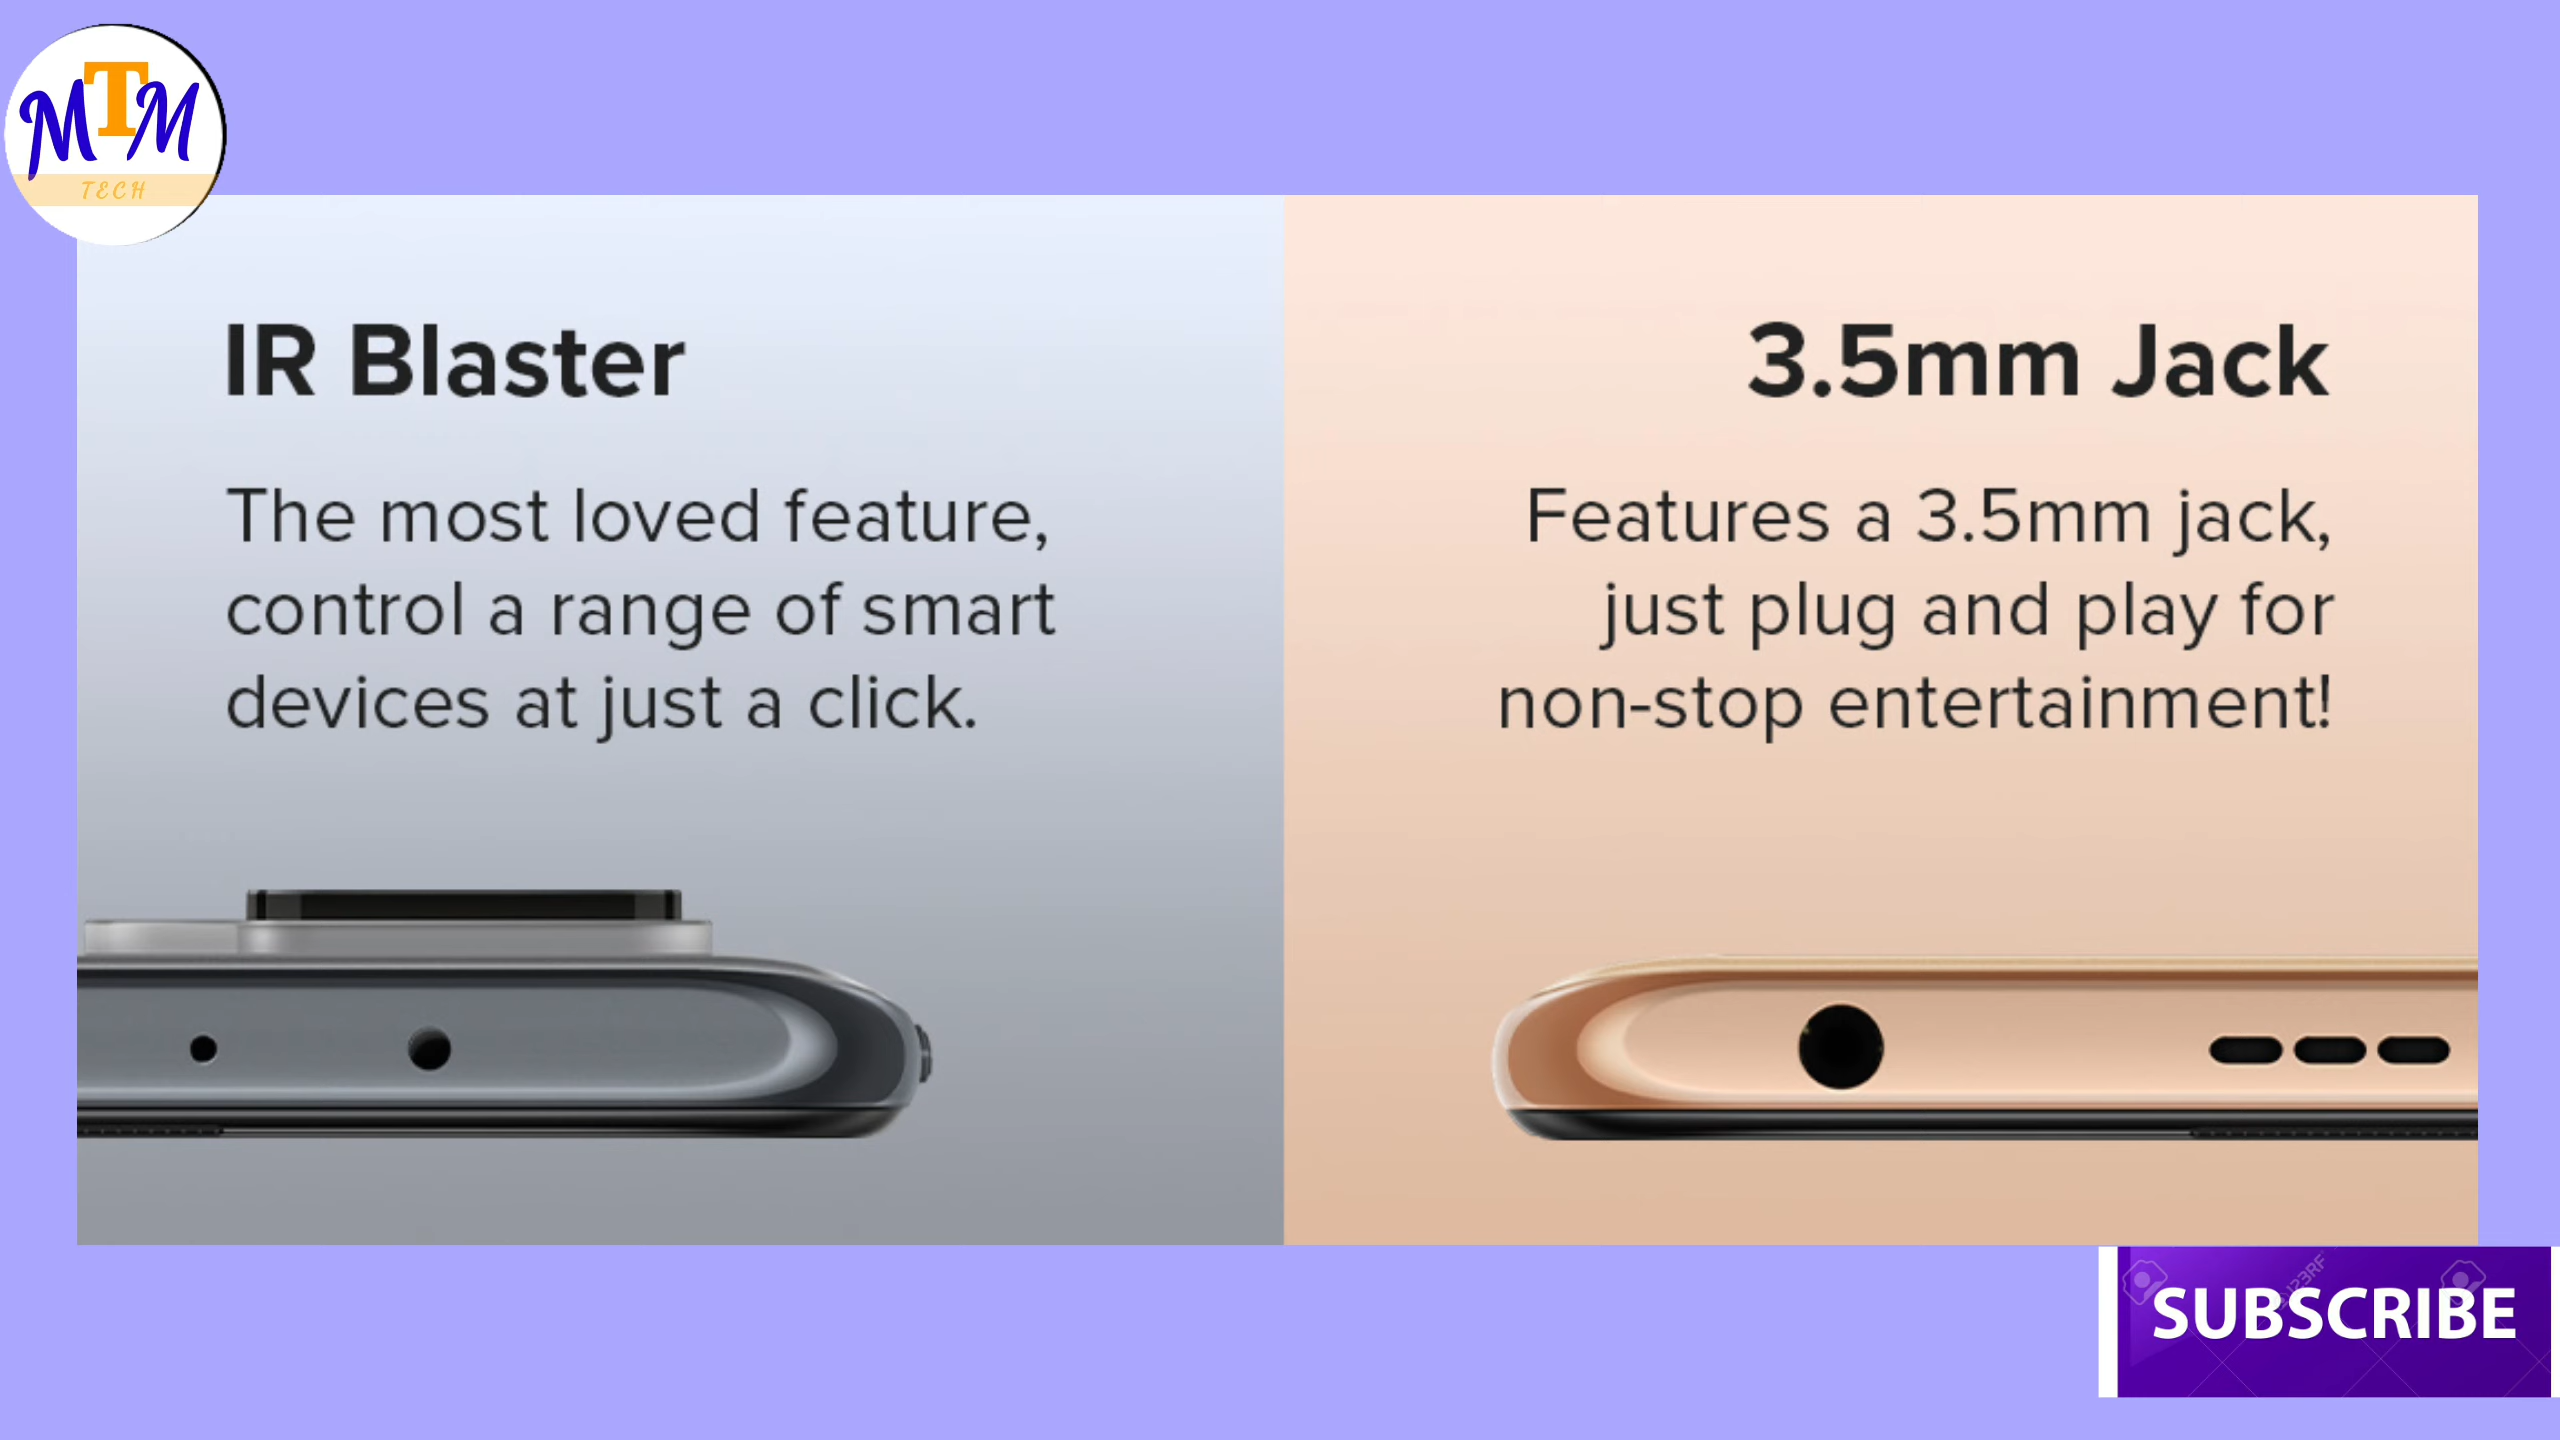 MTM
TECH
IR Blaster
The most loved feature,
control a range of smart
devices at just a click.
3.5mm Jack
Features a 3.5mm jack,
just plug and play for
non-stop entertainment!
123RF
SUBSCRIBE